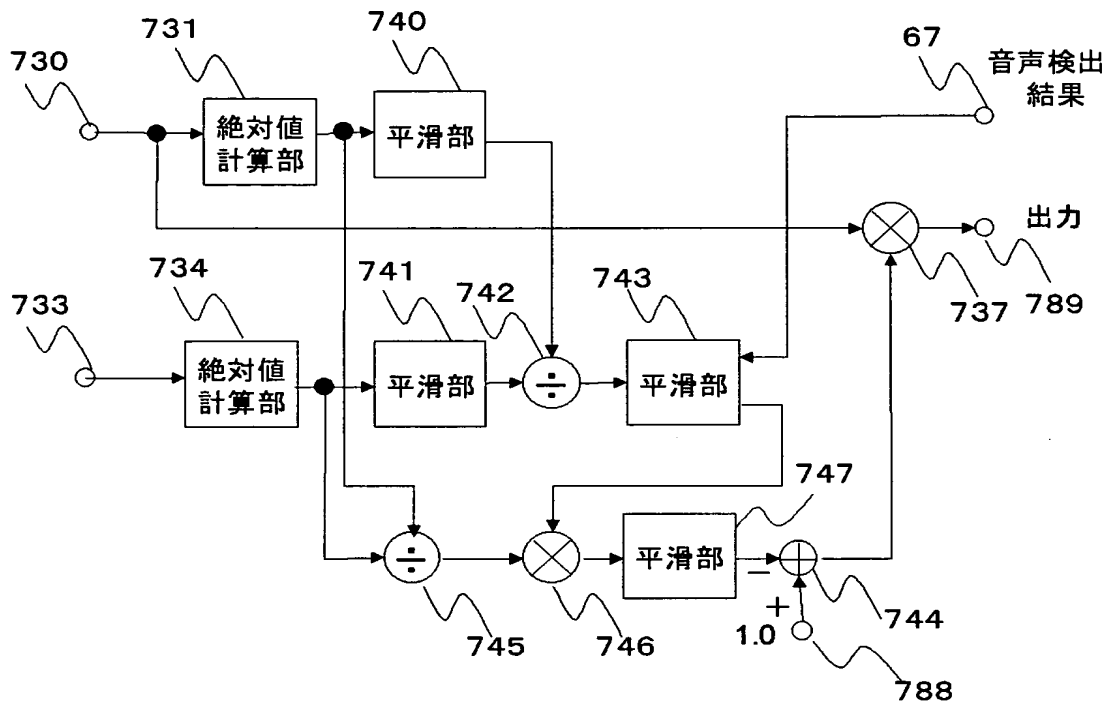 740
731
67
音声検出
結果
730
絶対値
計算部
平滑部
出力
734
741
742
743
737
789
733
絶対値
計算部
平滑部
÷
平滑部
747
÷
平滑部
−
+
1.0
744
745
746
788